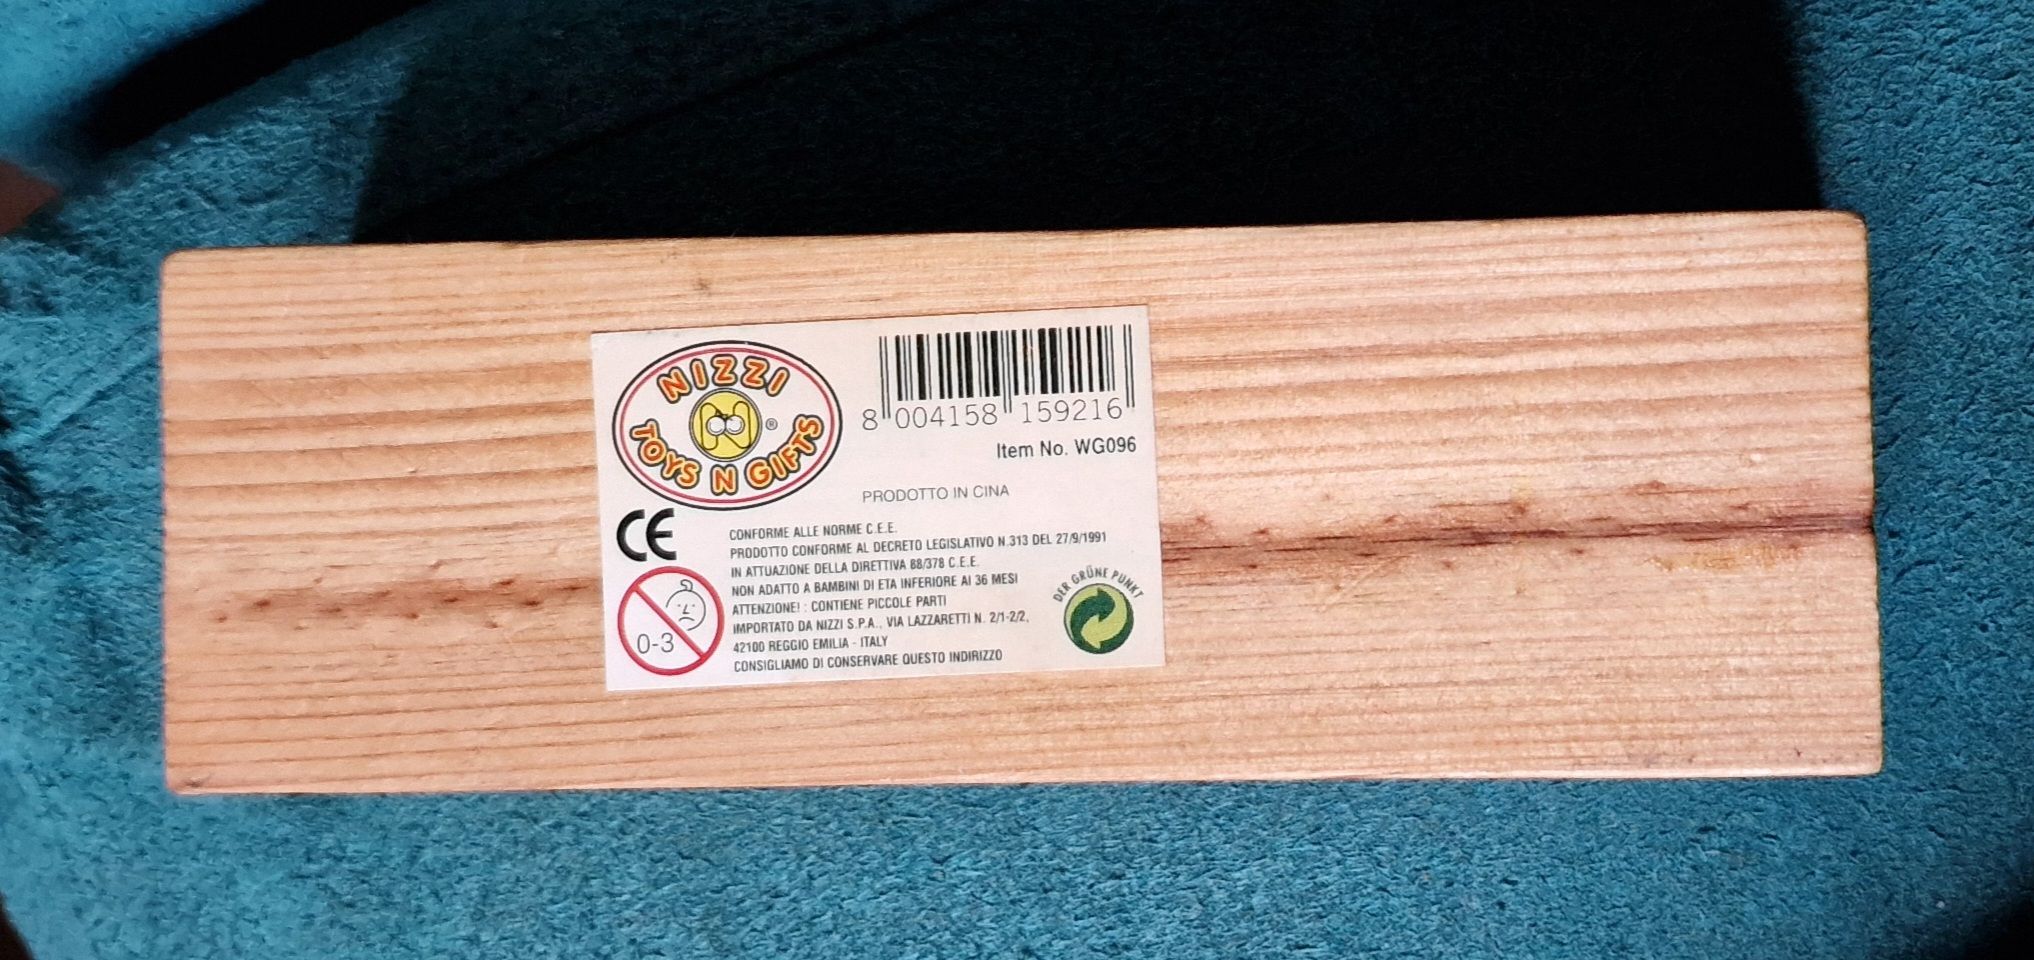 NIZZI
N
®
TOYS N GIFTS
8 004158 159216
Item No. WG096
PRODOTTO IN CINA
CE
CONFORME ALLE NORME C.E.E.
PRODOTTO CONFORME AL DECRETO LEGISLATIVO N.313 DEL 27/9/1991
IN ATTUAZIONE DELLA DIRETTIVA 88/378 C.E.E.
NON ADATTO A BAMBINI DI ETA INFERIORE AI 36 MESI
ATTENZIONE! : CONTIENE PICCOLE PARTI
IMPORTATO DA NIZZI S.P.A., VIA LAZZARETTI N. 2/1-2/2,
42100 REGGIO EMILIA - ITALY
CONSIGLIAMO DI CONSERVARE QUESTO INDIRIZZO
0-3
DER GRÜNE PUNKT